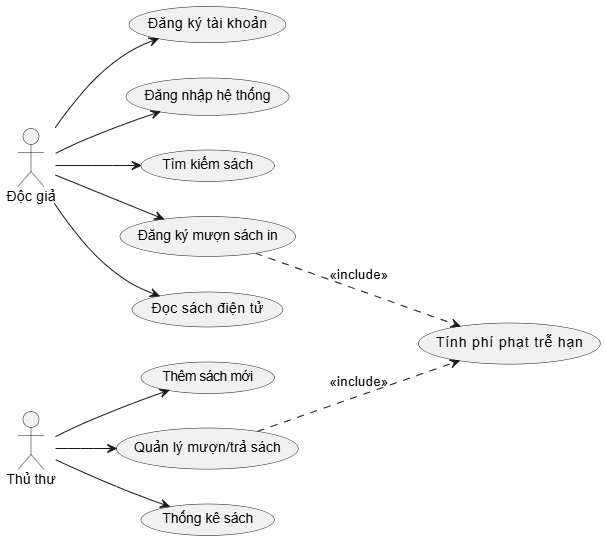 Đăng ký tài khoản
Đăng nhập hệ thống
Tìm kiếm sách
Độc giả
Đăng ký mượn sách in
«include»
Đọc sách điện tử
Tính phí phạt trễ hạn
Thêm sách mới
«include»
Quản lý mượn/trả sách
Thủ thư
Thống kê sách